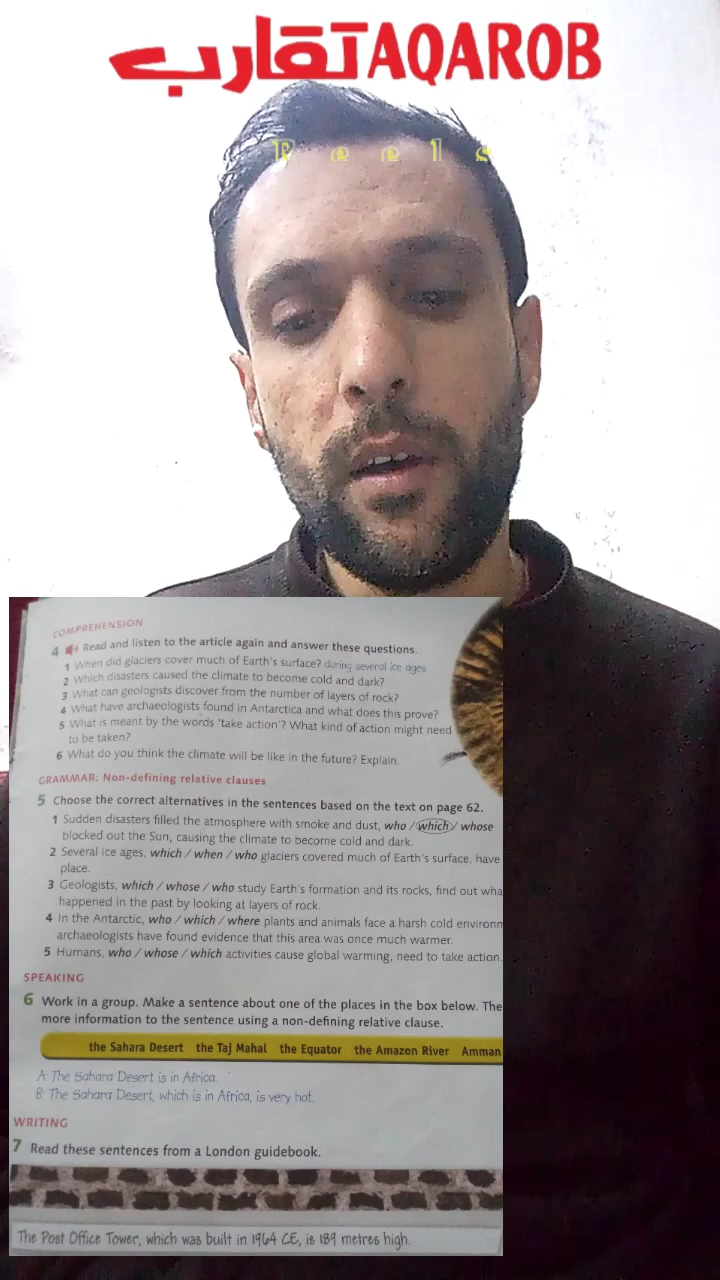 تقارب TAQAROB
Reels
COMPREHENSION
4 Read and listen to the article again and answer these questions.
1 When did glaciers cover much of Earth's surface? during several ice ages
2 Which disasters caused the climate to become cold and dark?
3 What can geologists discover from the number of layers of rock?
4 What have archaeologists found in Antarctica and what does this prove?
5 What is meant by the words 'take action'? What kind of action might need
to be taken?
6 What do you think the climate will be like in the future? Explain.
GRAMMAR: Non-defining relative clauses
5 Choose the correct alternatives in the sentences based on the text on page 62.
1 Sudden disasters filled the atmosphere with smoke and dust, who / which / whose
blocked out the Sun, causing the climate to become cold and dark.
2 Several ice ages, which / when / who glaciers covered much of Earth's surface, have
place.
3 Geologists, which / whose / who study Earth's formation and its rocks, find out wha
happened in the past by looking at layers of rock.
4 In the Antarctic, who / which / where plants and animals face a harsh cold environm
archaeologists have found evidence that this area was once much warmer.
5 Humans, who / whose / which activities cause global warming, need to take action.
SPEAKING
6 Work in a group. Make a sentence about one of the places in the box below. The
more information to the sentence using a non-defining relative clause.
the Sahara Desert the Taj Mahal the Equator the Amazon River Amman
A: The Sahara Desert is in Africa.
B: The Sahara Desert, which is in Africa, is very hot.
WRITING
7 Read these sentences from a London guidebook.
The Post Office Tower, which was built in 1964 CE, is 189 metres high.